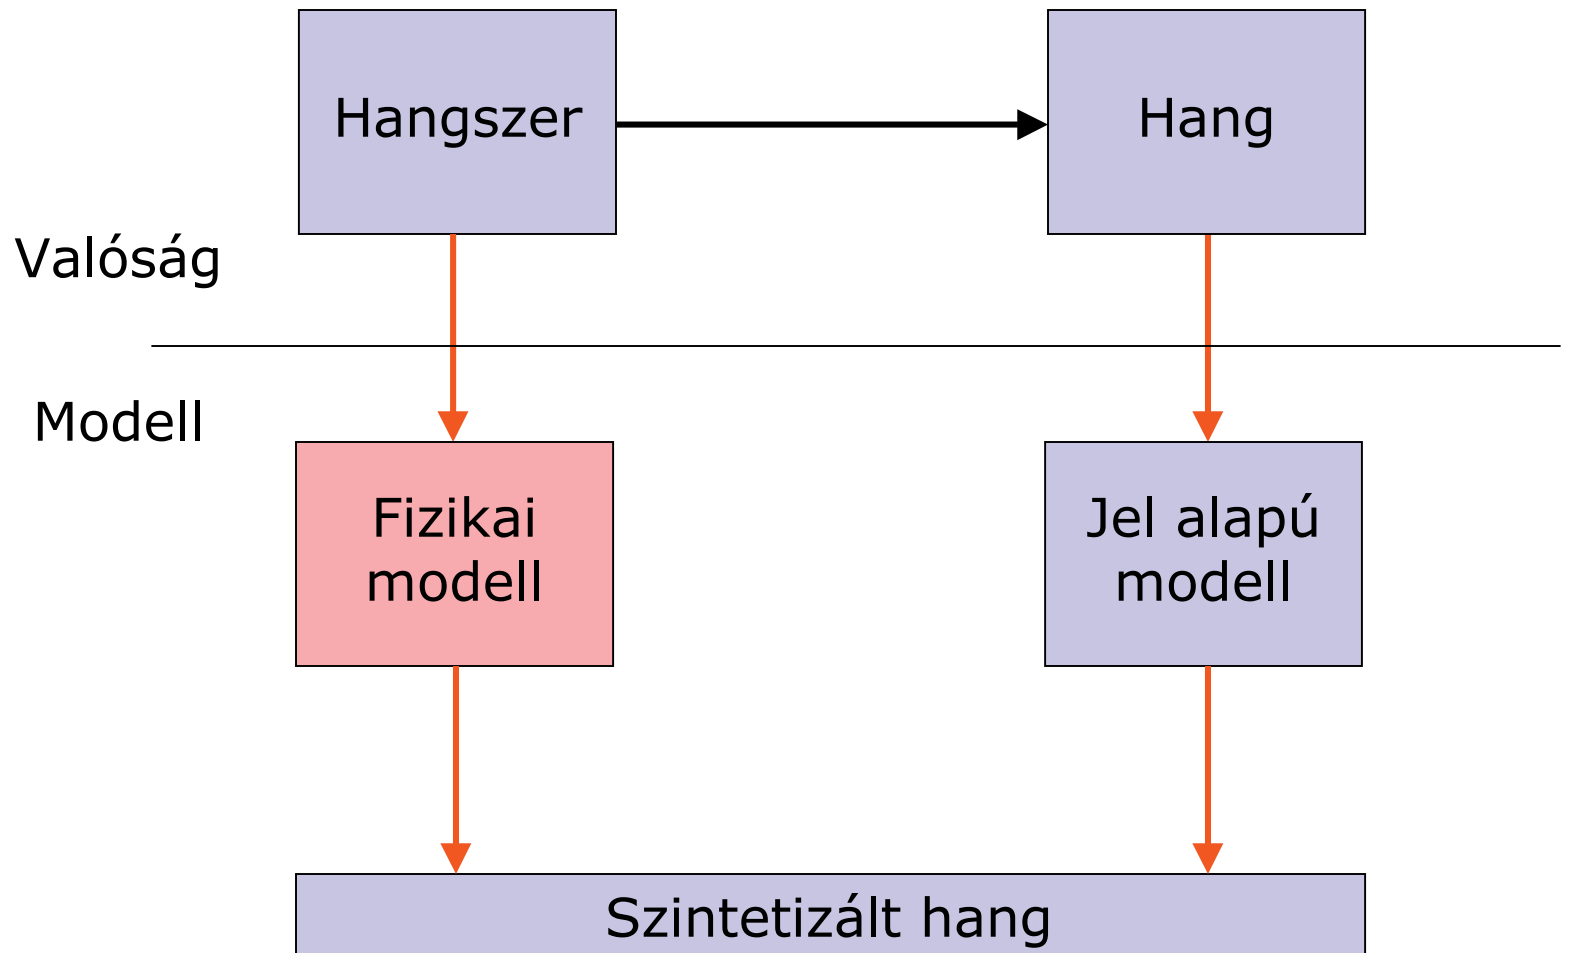 Hangszer
Hang
Valóság
Modell
Fizikai
modell
Jel alapú
modell
Szintetizált hang